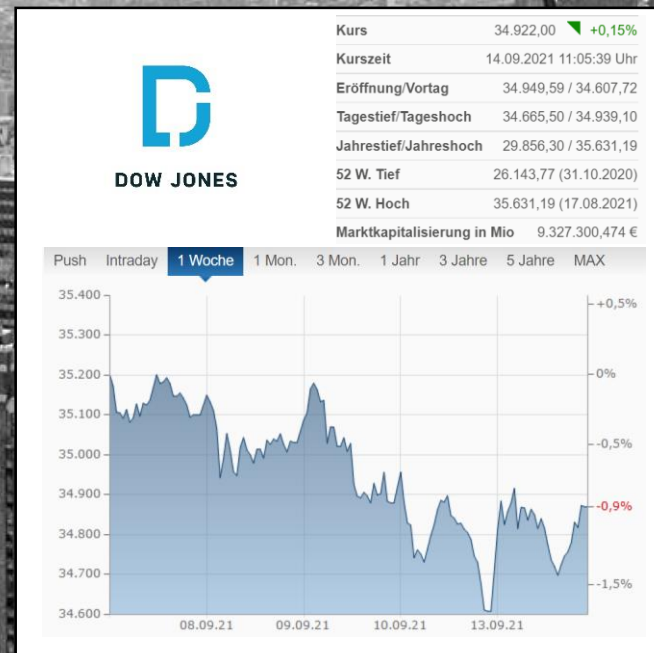 DOW JONES
Kurs 34.922,00 +0,15%
Kurszeit 14.09.2021 11:05:39 Uhr
Eröffnung/Vortag 34.949,59 / 34.607,72
Tagestief/Tageshoch 34.665,50 / 34.939,10
Jahrestief/Jahreshoch 29.856,30 / 35.631,19
52 W. Tief 26.143,77 (31.10.2020)
52 W. Hoch 35.631,19 (17.08.2021)
Marktkapitalisierung in Mio 9.327.300,474 €
Push Intraday 1 Woche 1 Mon. 3 Mon. 1 Jahr 3 Jahre 5 Jahre MAX
35.400
+0,5%
35.300
35.200 0%
35.100
-0,5%
35.000
34.900
-0,9%
34.800
34.700
-1,5%
34.600
08.09.21 09.09.21 10.09.21 13.09.21